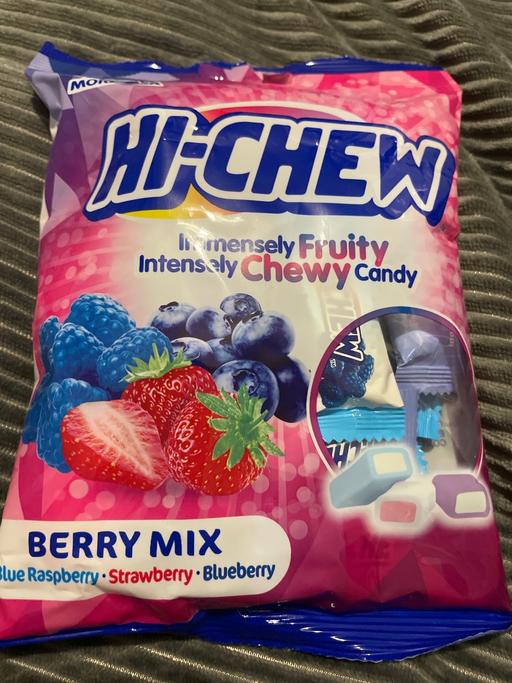 HI-CHEW
Immensely Fruity
Intensely Chewy Candy
BERRY MIX
Blue Raspberry · Strawberry · Blueberry